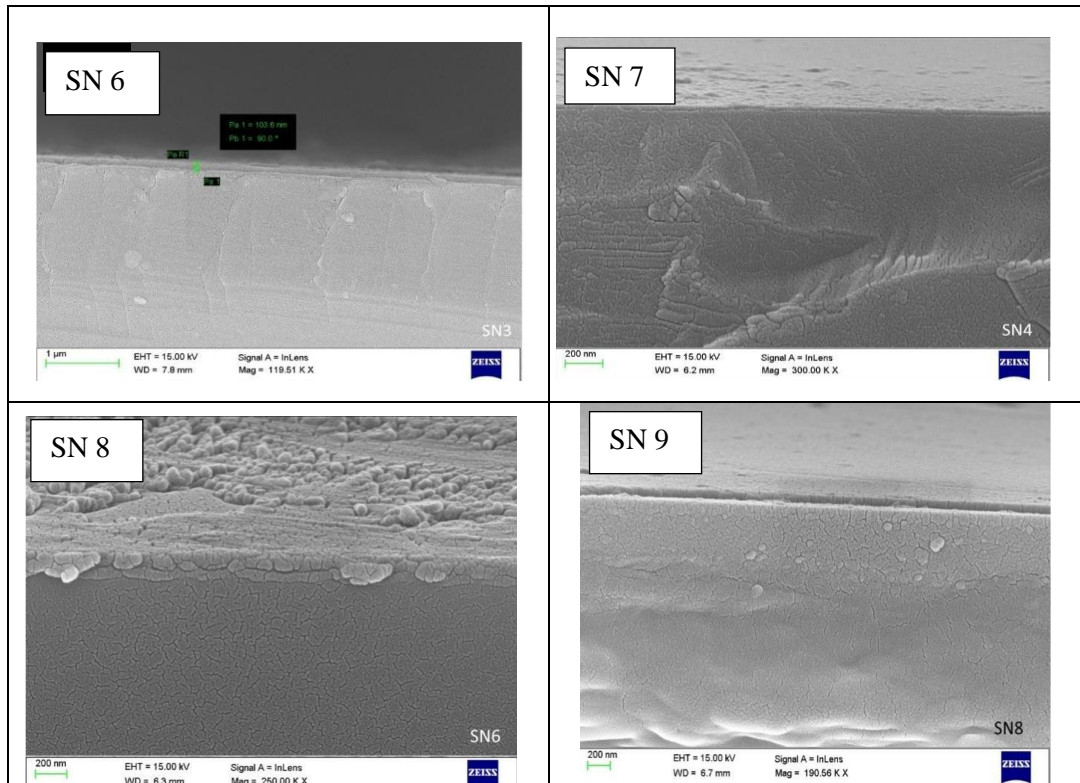 SN 6
Pa 1 = 103.6 nm
Pb 1 = 90.0 °
Pa R1
Pa 1
SN3
1 µm
EHT = 15.00 kV
Signal A = InLens
WD = 7.8 mm
Mag = 119.51 K X
ZEISS
SN 7
SN4
200 nm
EHT = 15.00 kV
Signal A = InLens
WD = 6.2 mm
Mag = 300.00 K X
ZEISS
SN 8
SN6
200 nm
EHT = 15.00 kV
Signal A = InLens
WD = 6.3 mm
Mag = 250.00 K X
ZEISS
SN 9
SN8
200 nm
EHT = 15.00 kV
Signal A = InLens
WD = 6.7 mm
Mag = 190.56 K X
ZEISS